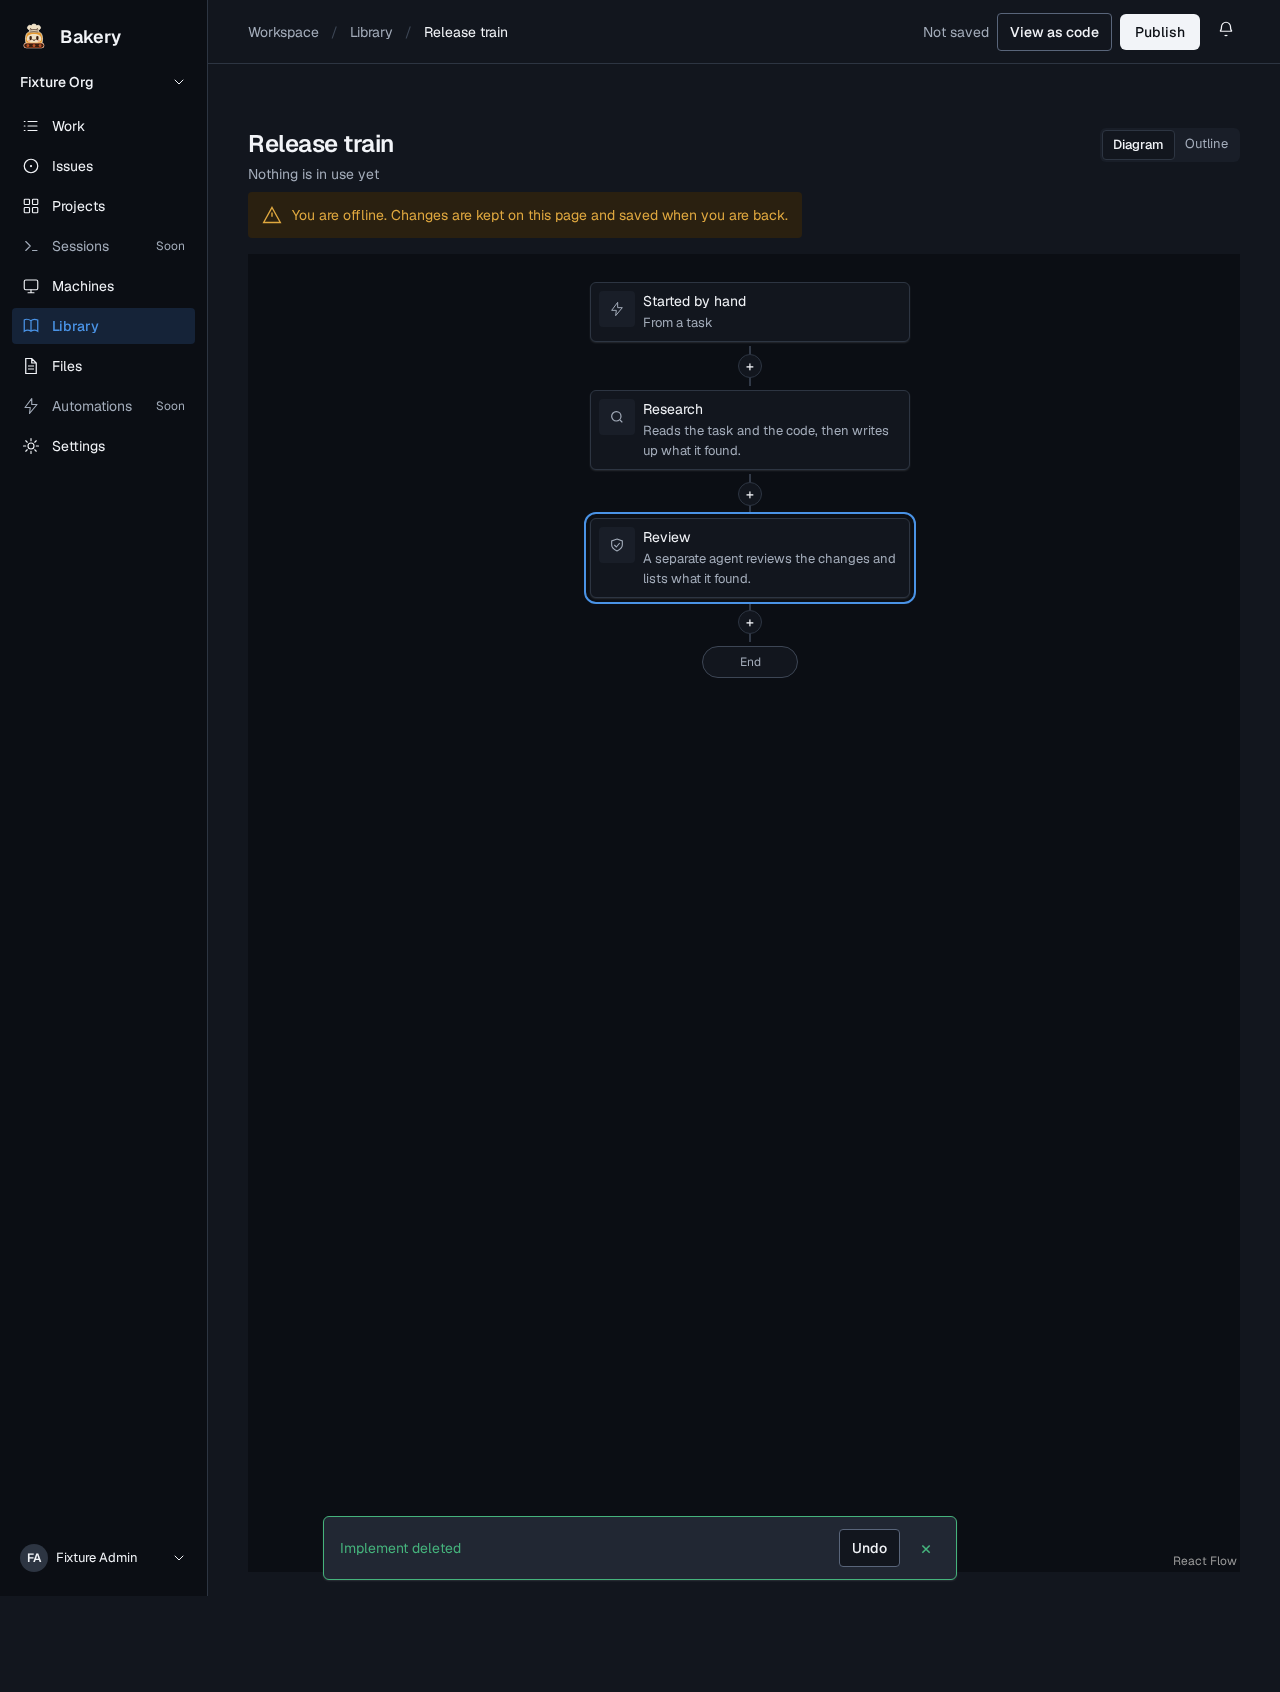 Bakery
Fixture Org
Work
Issues
Projects
Sessions Soon
Machines
Library
Files
Automations Soon
Settings
FA Fixture Admin
Workspace / Library / Release train
Not saved View as code Publish
Release train
Diagram Outline
Nothing is in use yet
You are offline. Changes are kept on this page and saved when you are back.
Started by hand
From a task
+
Research
Reads the task and the code, then writes
up what it found.
+
Review
A separate agent reviews the changes and
lists what it found.
+
End
Implement deleted Undo ×
React Flow